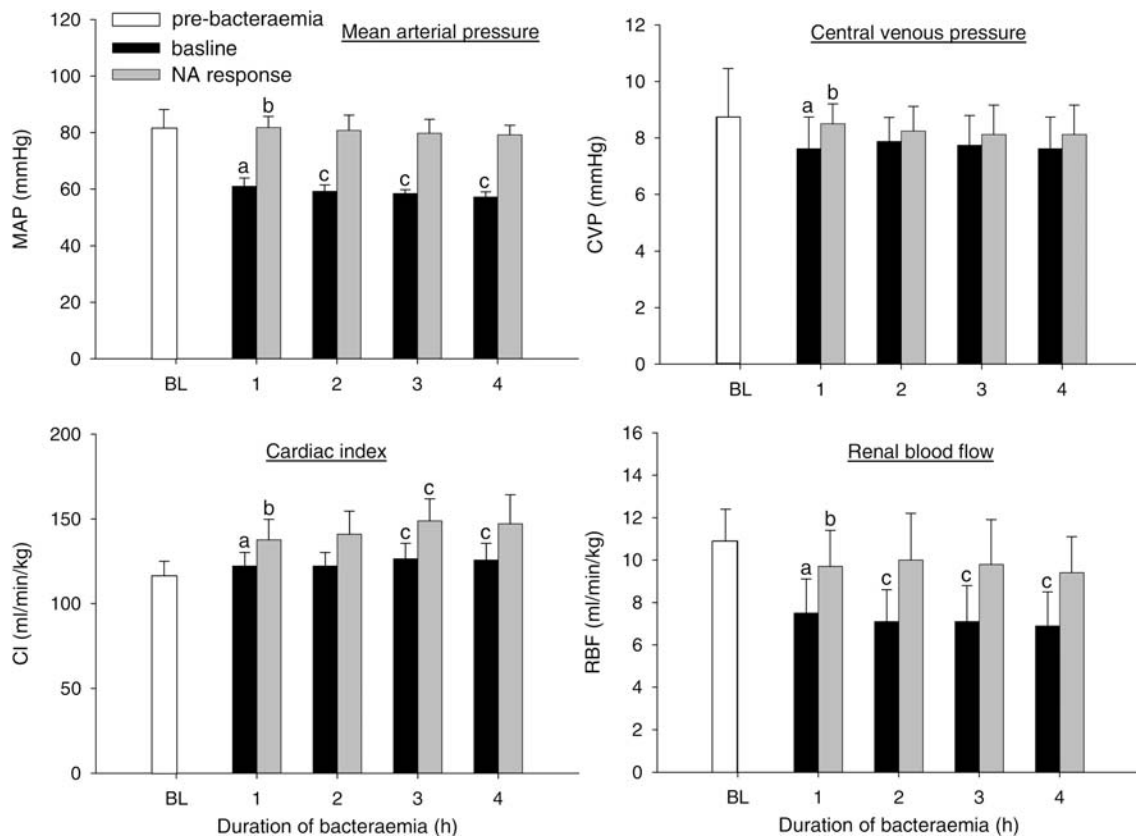 Mean arterial pressure
pre-bacteraemia
basline
NA response
MAP (mmHg)
120
100
80
60
40
20
0
b
a
c
c
c
BL
1
2
3
4
Central venous pressure
CVP (mmHg)
12
10
8
6
4
2
0
a
b
BL
1
2
3
4
Cardiac index
CI (ml/min/kg)
200
150
100
50
0
a
b
c
c
c
BL
1
2
3
4
Duration of bacteraemia (h)
Renal blood flow
RBF (ml/min/kg)
16
14
12
10
8
6
4
2
0
a
b
c
c
c
BL
1
2
3
4
Duration of bacteraemia (h)